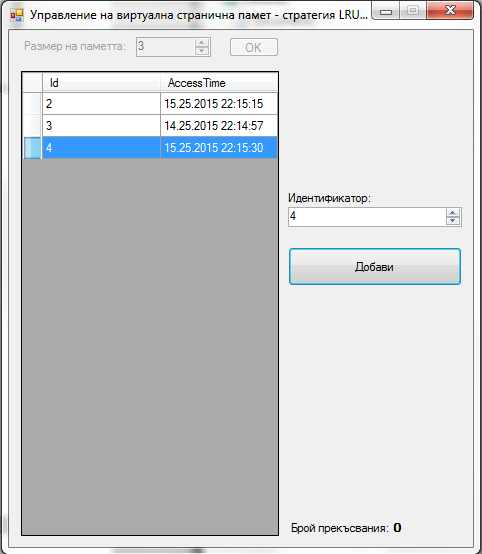 Управление на виртуална странична памет - стратегия LRU...
Размер на паметта: 3 OK
Id AccessTime
2 15.25.2015 22:15:15
3 14.25.2015 22:14:57
4 15.25.2015 22:15:30
Идентификатор:
4
Добави
Брой прекъсвания: 0